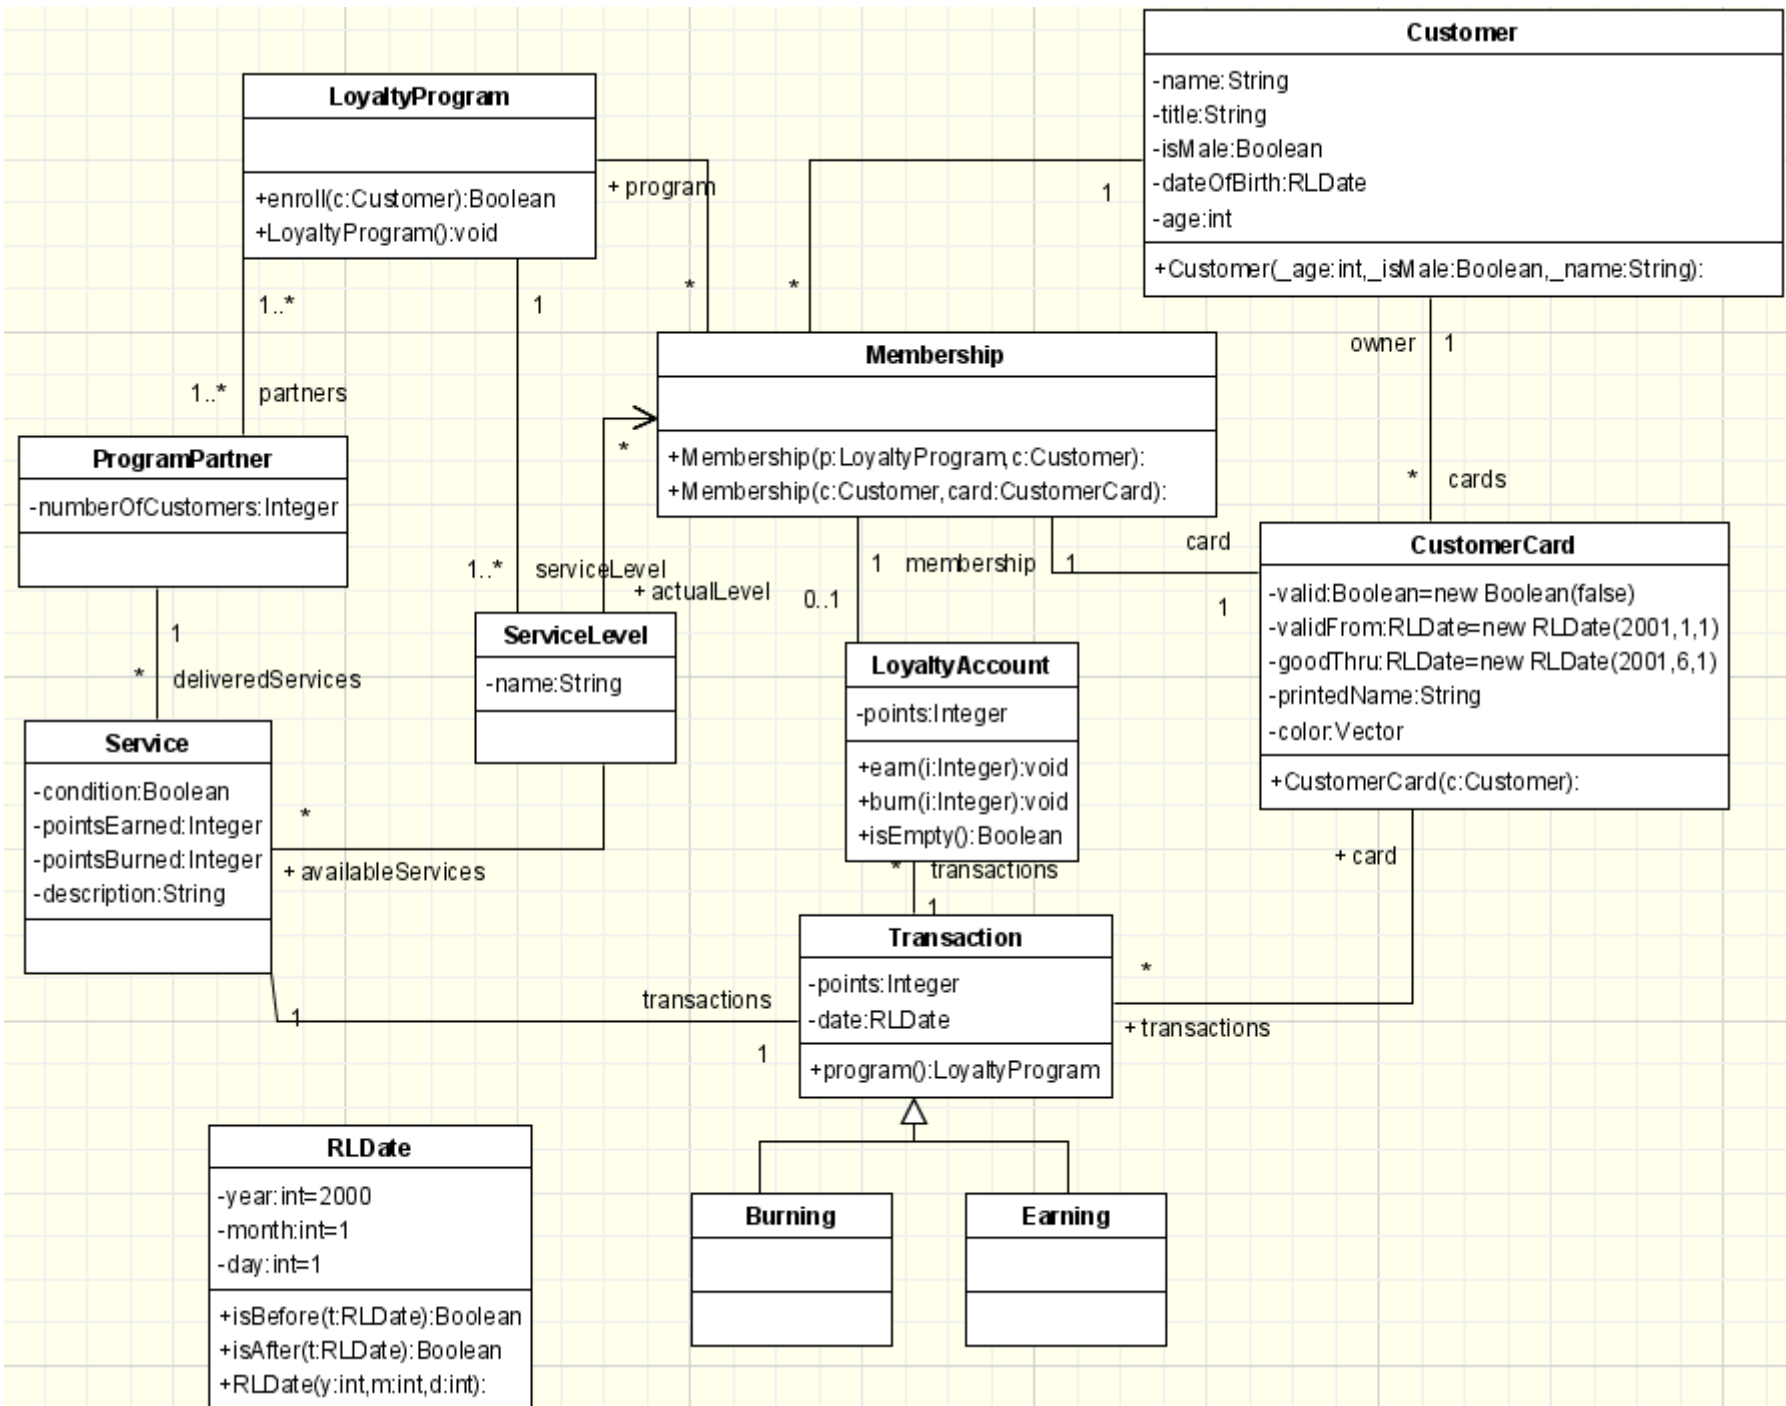 Customer
-name:String
-title:String
-isMale:Boolean
-dateOfBirth:RLDate
-age:int
+Customer(_age:int,_isMale:Boolean,_name:String):
LoyaltyProgram
+enroll(c:Customer):Boolean
+LoyaltyProgram():void
+ program
1
*
*
1..*
1
owner
1
1..*
partners
Membership
+Membership(p:LoyaltyProgram,c:Customer):
+Membership(c:Customer,card:CustomerCard):
*
ProgramPartner
-numberOfCustomers:Integer
*
cards
1..*
serviceLevel
+ actualLevel
1
membership
1
card
0..1
1
CustomerCard
-valid:Boolean=new Boolean(false)
-validFrom:RLDate=new RLDate(2001,1,1)
-goodThru:RLDate=new RLDate(2001,6,1)
-printedName:String
-color:Vector
+CustomerCard(c:Customer):
1
*
deliveredServices
ServiceLevel
-name:String
LoyaltyAccount
-points:Integer
+earn(i:Integer):void
+burn(i:Integer):void
+isEmpty():Boolean
Service
-condition:Boolean
-pointsEarned:Integer
-pointsBurned:Integer
-description:String
*
+ availableServices
*
transactions
1
+ card
Transaction
-points:Integer
-date:RLDate
+program():LoyaltyProgram
*
+ transactions
1
transactions
1
RLDate
-year:int=2000
-month:int=1
-day:int=1
+isBefore(t:RLDate):Boolean
+isAfter(t:RLDate):Boolean
+RLDate(y:int,m:int,d:int):
Burning
Earning